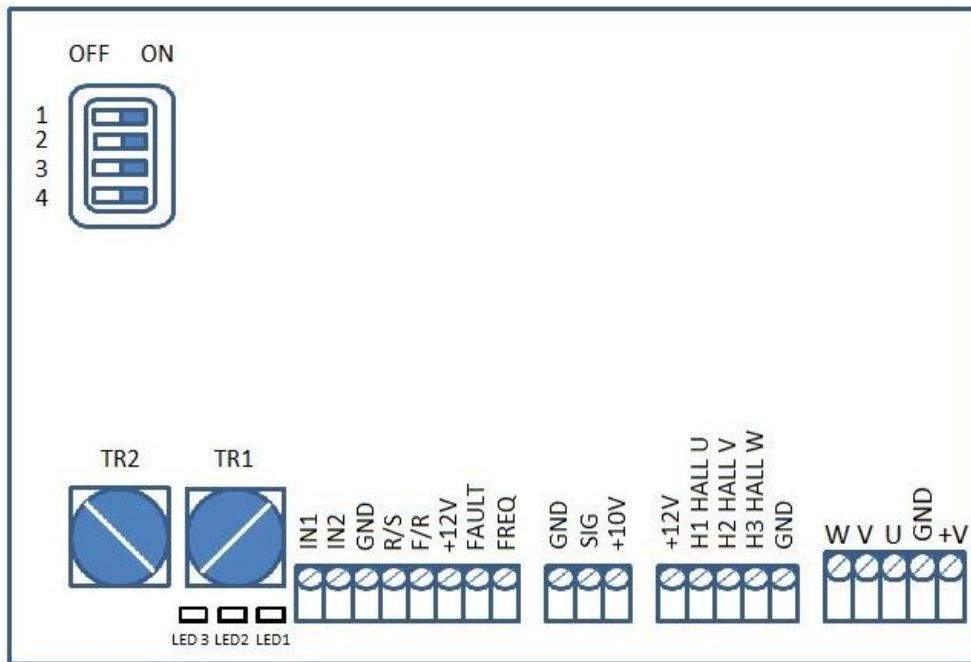 OFF ON
1
2
3
4
TR2 TR1
IN1
IN2
GND
R/S
F/R
+12V
FAULT
FREQ
GND
SIG
+10V
+12V
H1 HALL U
H2 HALL V
H3 HALL W
GND
W V U GND +V
LED 3 LED2 LED1